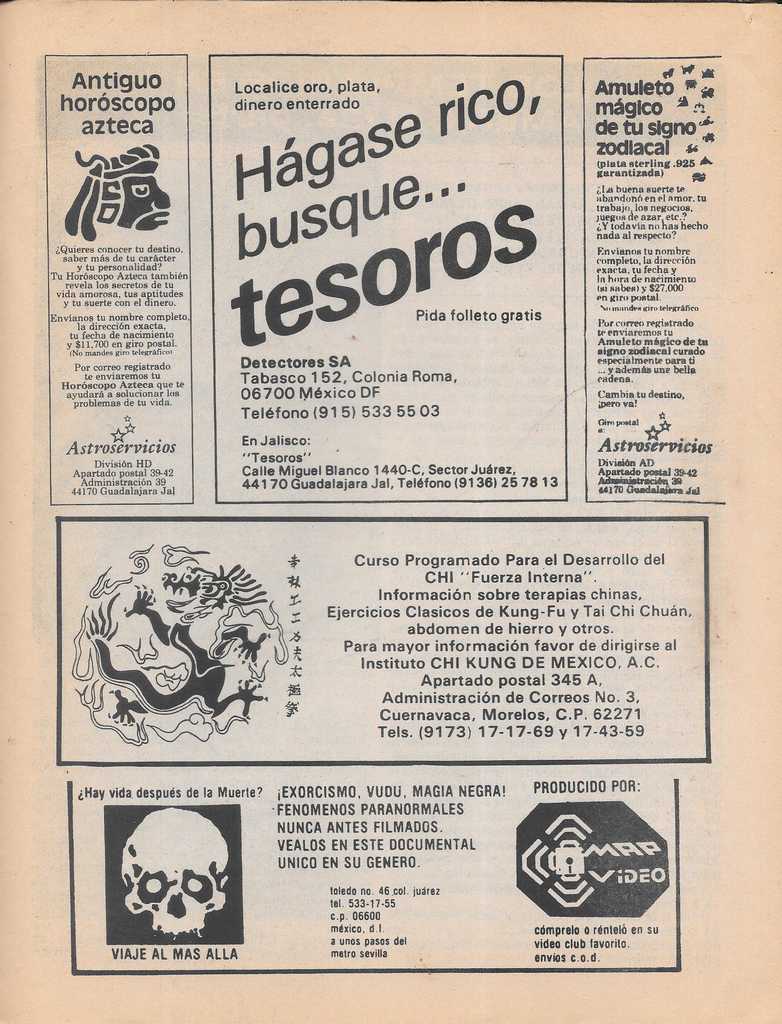 Antiguo
horóscopo
azteca
¿Quieres conocer tu destino,
saber más de tu carácter
y tu personalidad?
Tu Horóscopo Azteca también
revela los secretos de tu
vida amorosa, tus aptitudes
y tu suerte con el dinero.
Envíanos tu nombre completo,
la dirección exacta,
tu fecha de nacimiento
y $11,700 en giro postal.
(No mandes giro telegráfico)
Por correo registrado
te enviaremos tu
Horóscopo Azteca que te
ayudará a solucionar los
problemas de tu vida.
Astroservicios
División HD
Apartado postal 39-42
Administración 39
44170 Guadalajara Jal
Localice oro, plata,
dinero enterrado
Hágase rico,
busque...
tesoros
Pida folleto gratis
Detectores SA
Tabasco 152, Colonia Roma,
06700 México DF
Teléfono (915) 533 55 03
En Jalisco:
"Tesoros"
Calle Miguel Blanco 1440-C, Sector Juárez,
44170 Guadalajara Jal, Teléfono (9136) 25 78 13
Amuleto
mágico
de tu signo
zodiacal
(plata sterling .925
garantizada)
¿La buena suerte te
abandonó en el amor, tu
trabajo, los negocios,
juegos de azar, etc.?
¿Y todavía no has hecho
nada al respecto?
Envíanos tu nombre
completo, la dirección
exacta, tu fecha y
la hora de nacimiento
(si sabes) y $27,000
en giro postal.
No mandes giro telegráfico
Por correo registrado
te enviaremos tu
Amuleto mágico de tu
signo zodiacal curado
especialmente para ti
... y además une bella
cadena.
Cambia tu destino,
¡pero ya!
Giro postal
a:
Astroservicios
División AD
Apartado postal 39-42
Administración 39
44170 Guadalajara Jal
Curso Programado Para el Desarrollo del
CHI "Fuerza Interna".
Información sobre terapias chinas,
Ejercicios Clasicos de Kung-Fu y Tai Chi Chuán,
abdomen de hierro y otros.
Para mayor información favor de dirigirse al
Instituto CHI KUNG DE MEXICO, A.C.
Apartado postal 345 A,
Administración de Correos No. 3,
Cuernavaca, Morelos, C.P. 62271
Tels. (9173) 17-17-69 y 17-43-59
¿Hay vida después de la Muerte?
VIAJE AL MAS ALLA
¡EXORCISMO, VUDU, MAGIA NEGRA!
FENOMENOS PARANORMALES
NUNCA ANTES FILMADOS.
VEALOS EN ESTE DOCUMENTAL
UNICO EN SU GENERO.
toledo no. 46 col. juárez
tel. 533-17-55
c.p. 06600
méxico, d.f.
a unos pasos del
metro sevilla
PRODUCIDO POR:
MAP
VIDEO
cómprelo o réntelo en su
video club favorito.
envíos c.o.d.